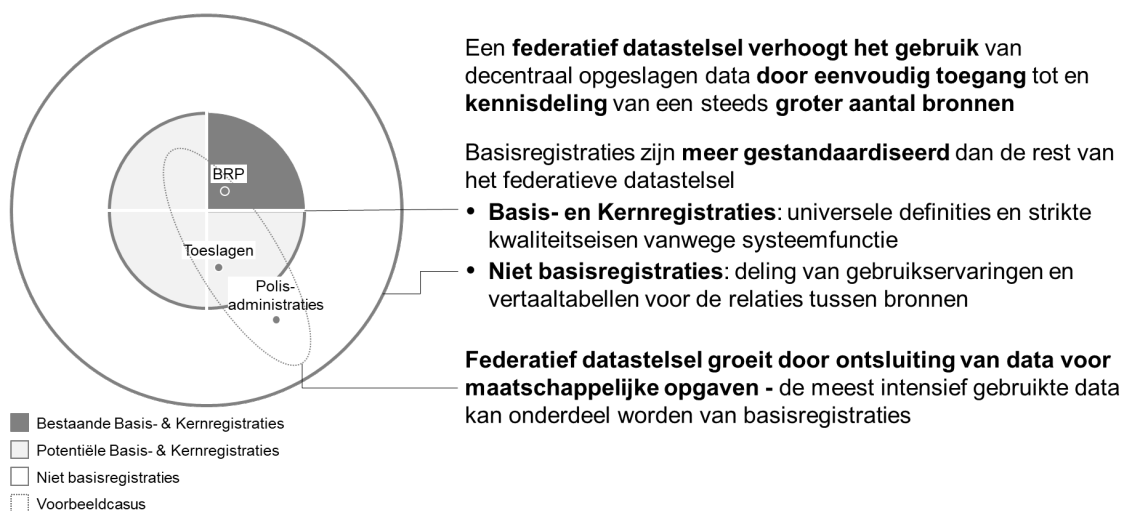 Een federatief datastelsel verhoogt het gebruik van
decentraal opgeslagen data door eenvoudig toegang tot en
kennisdeling van een steeds groter aantal bronnen
Basisregistraties zijn meer gestandaardiseerd dan de rest van
het federatieve datastelsel
• Basis- en Kernregistraties: universele definities en strikte
kwaliteitseisen vanwege systeemfunctie
• Niet basisregistraties: deling van gebruikservaringen en
vertaaltabellen voor de relaties tussen bronnen
Federatief datastelsel groeit door ontsluiting van data voor
maatschappelijke opgaven - de meest intensief gebruikte data
kan onderdeel worden van basisregistraties
BRP
Toeslagen
Polis-
administraties
Bestaande Basis- & Kernregistraties
Potentiële Basis- & Kernregistraties
Niet basisregistraties
Voorbeeldcasus